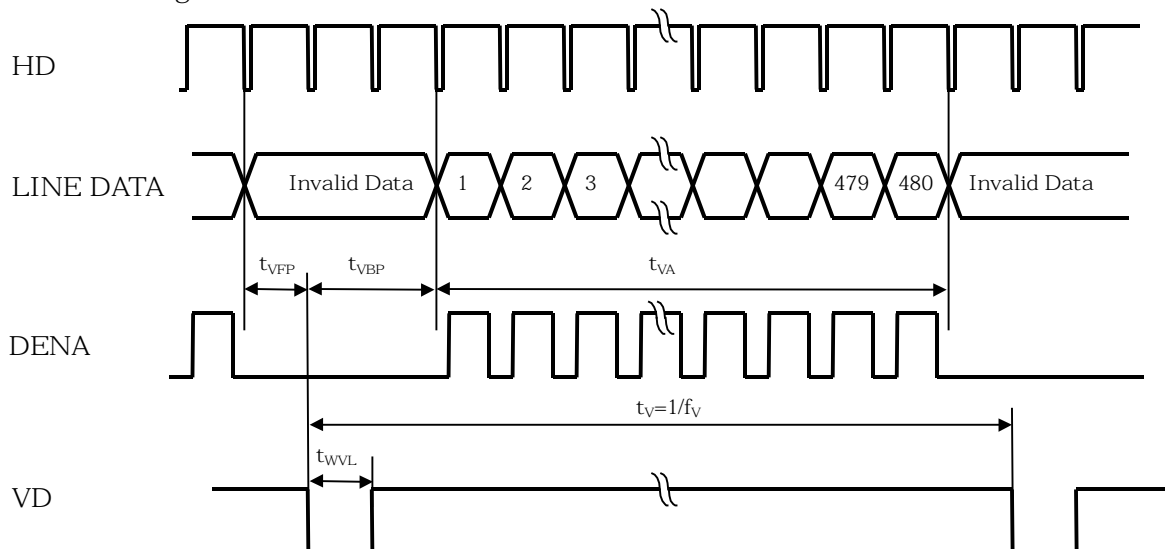 HD
LINE DATA
Invalid Data 1 2 3 479 480 Invalid Data
tVFP tVBP tVA
DENA
tV=1/fV
tWVL
VD